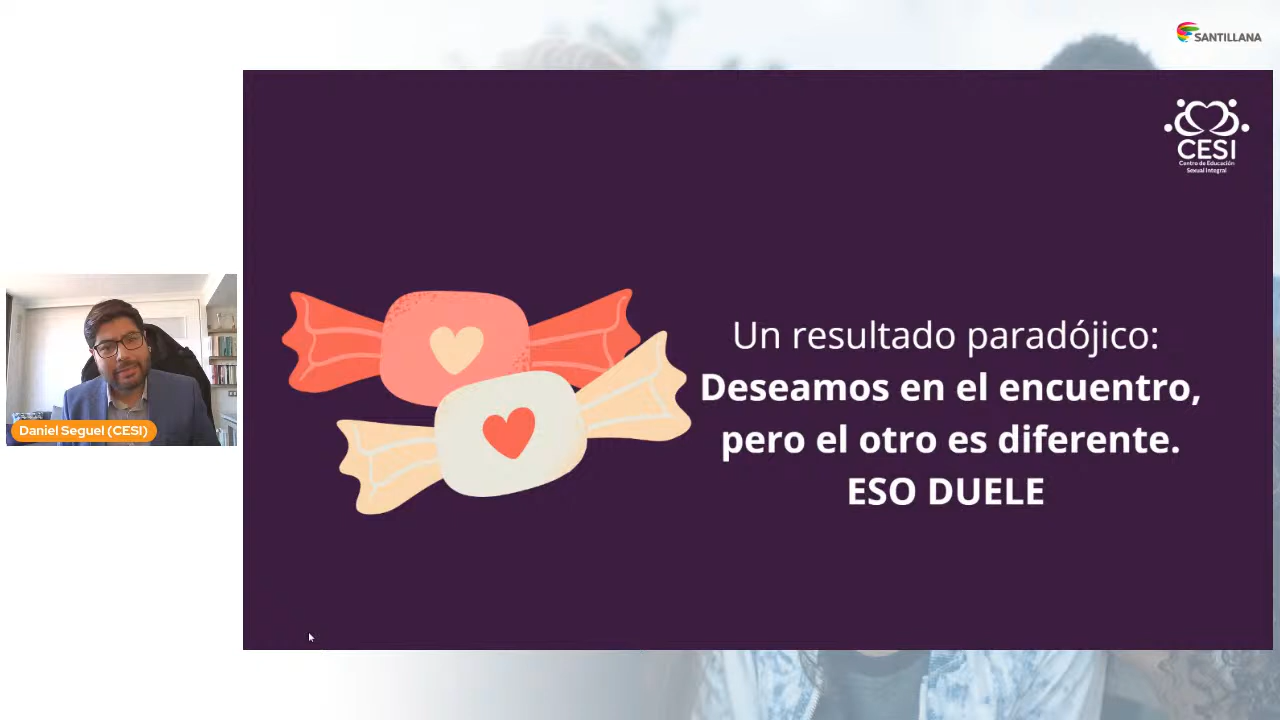 SANTILLANA
CESI
Centro de Educación
Sexual Integral
Un resultado paradójico:
Deseamos en el encuentro,
pero el otro es diferente.
ESO DUELE
Daniel Seguel (CESI)